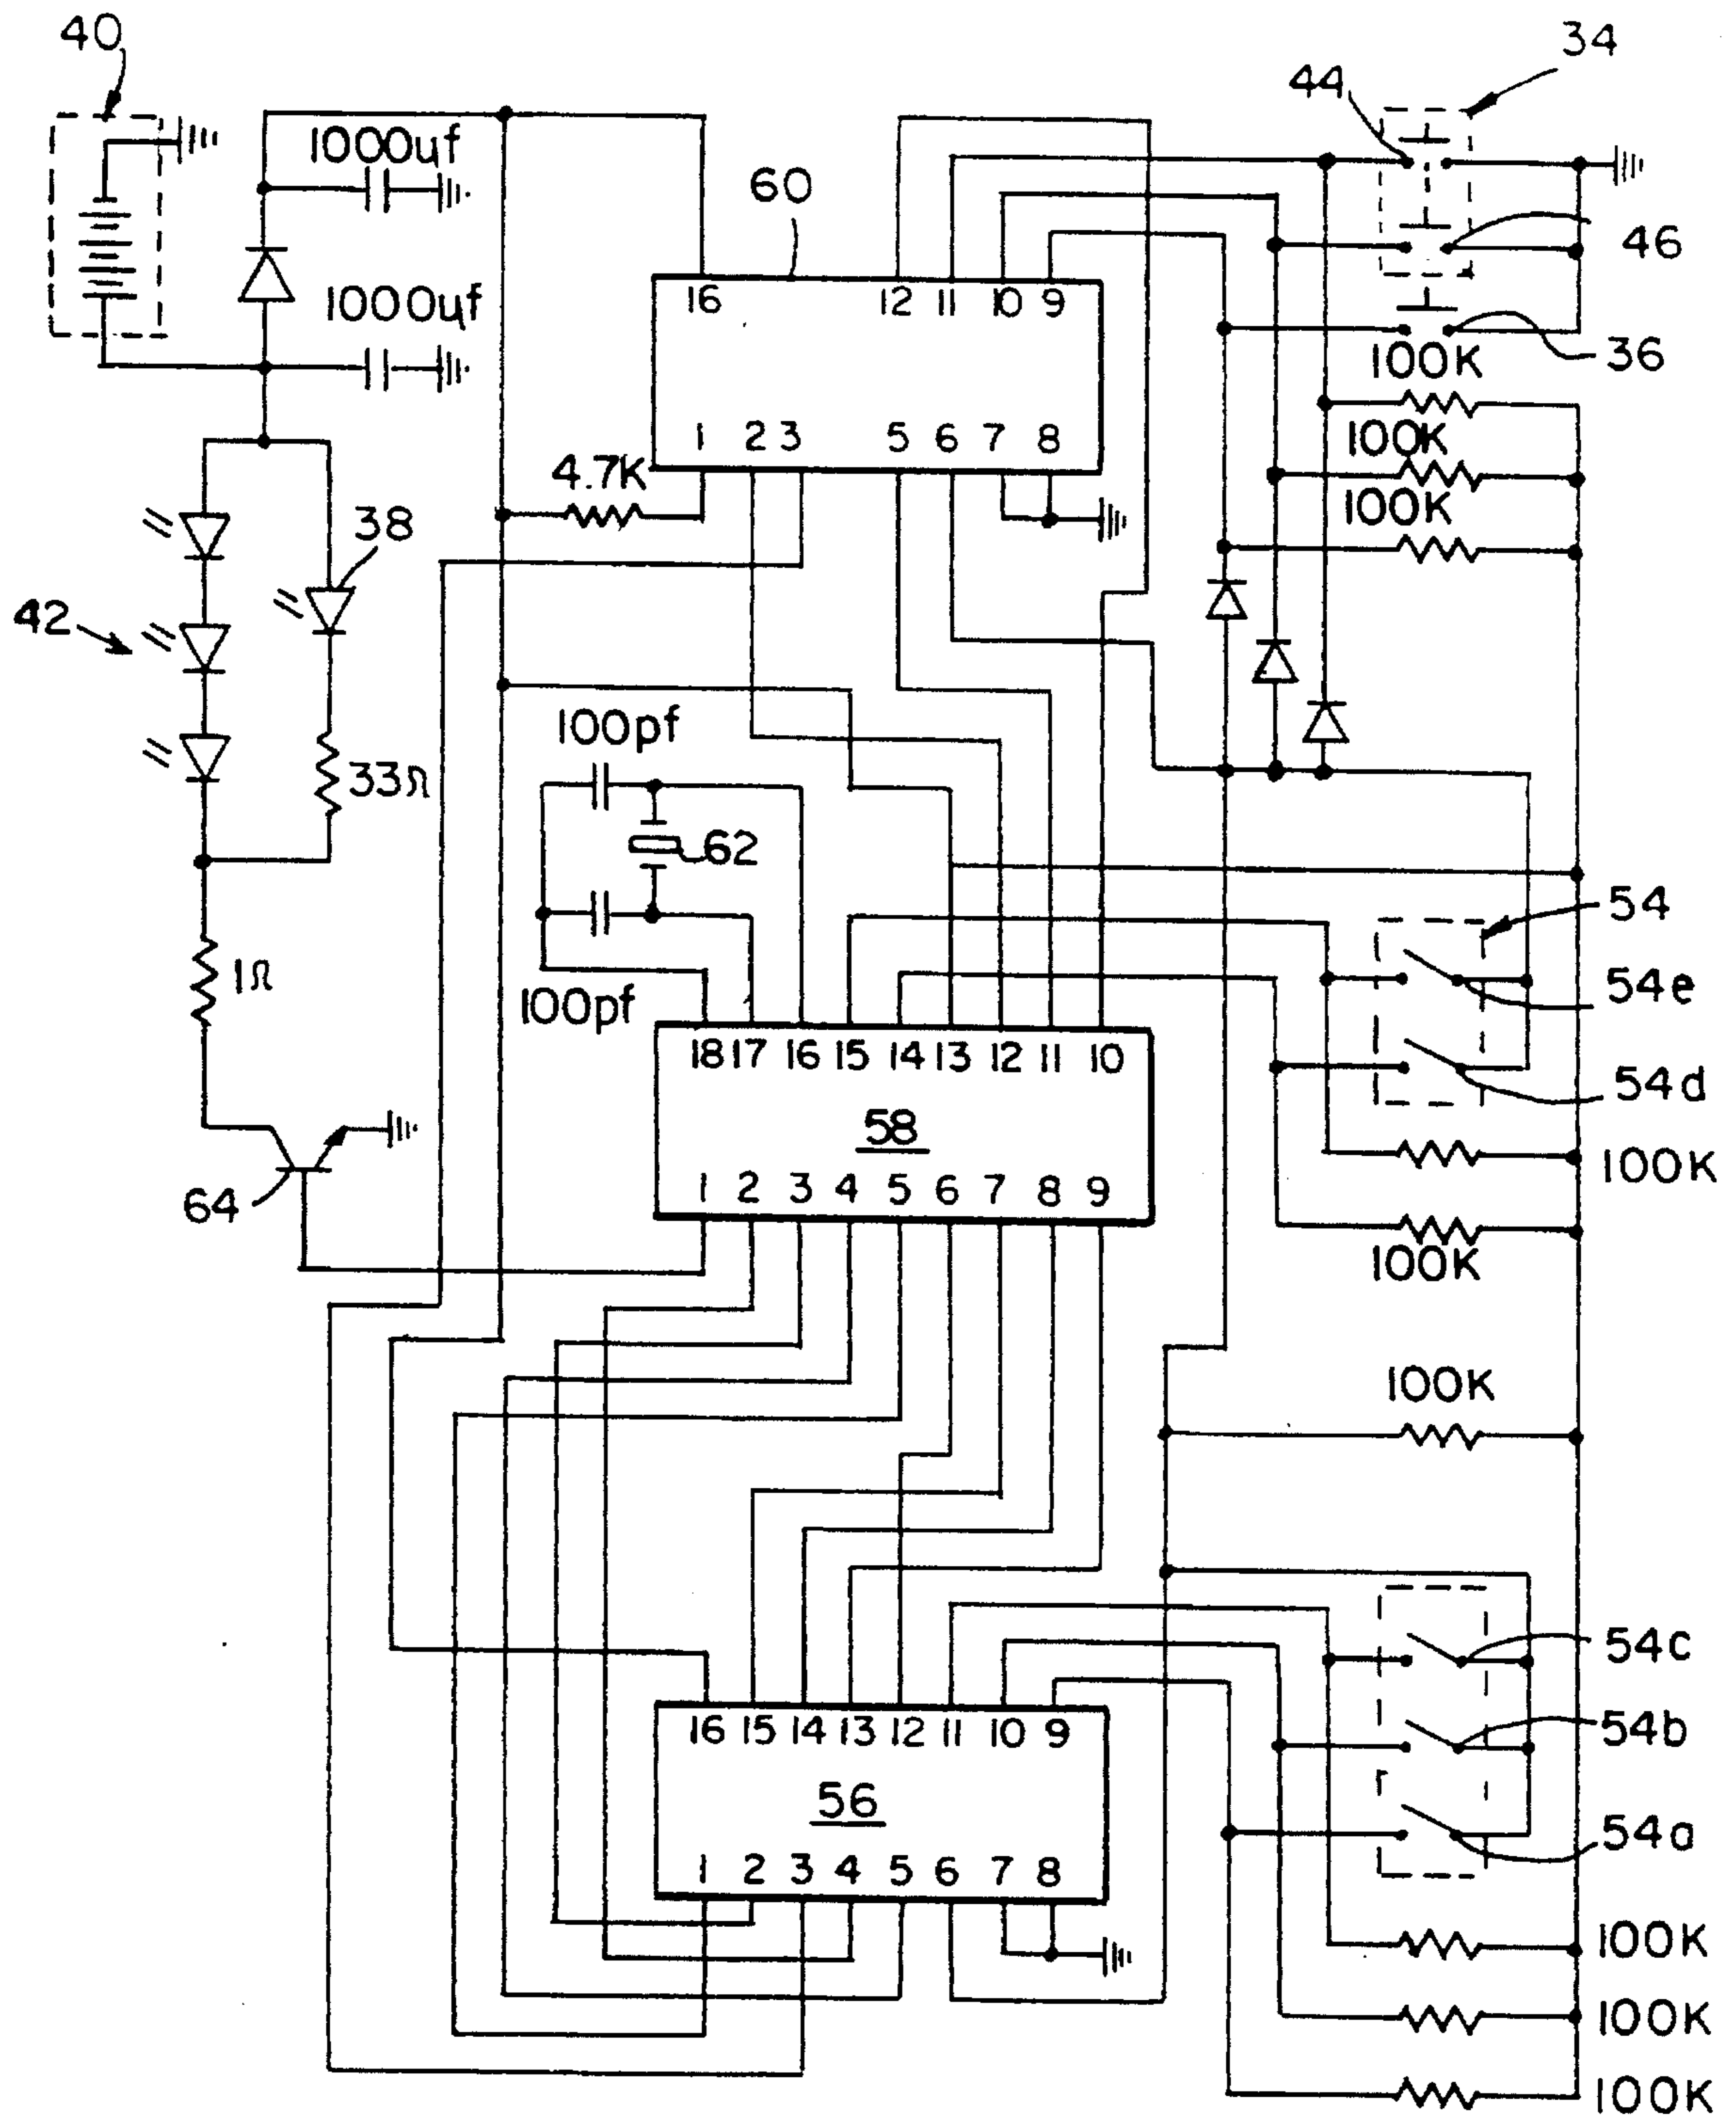 40
34
44
1000uf
60
46
16 12 11 10 9
1000uf
36
100K
1 2 3 5 6 7 8
100K
4.7K
100K
38
42
100pf
33Ω
62
54
1Ω
54e
100pf
18 17 16 15 14 13 12 11 10
54d
58
100K
64
1 2 3 4 5 6 7 8 9
100K
100K
54c
16 15 14 13 12 11 10 9
54b
56
54a
1 2 3 4 5 6 7 8
100K
100K
100K